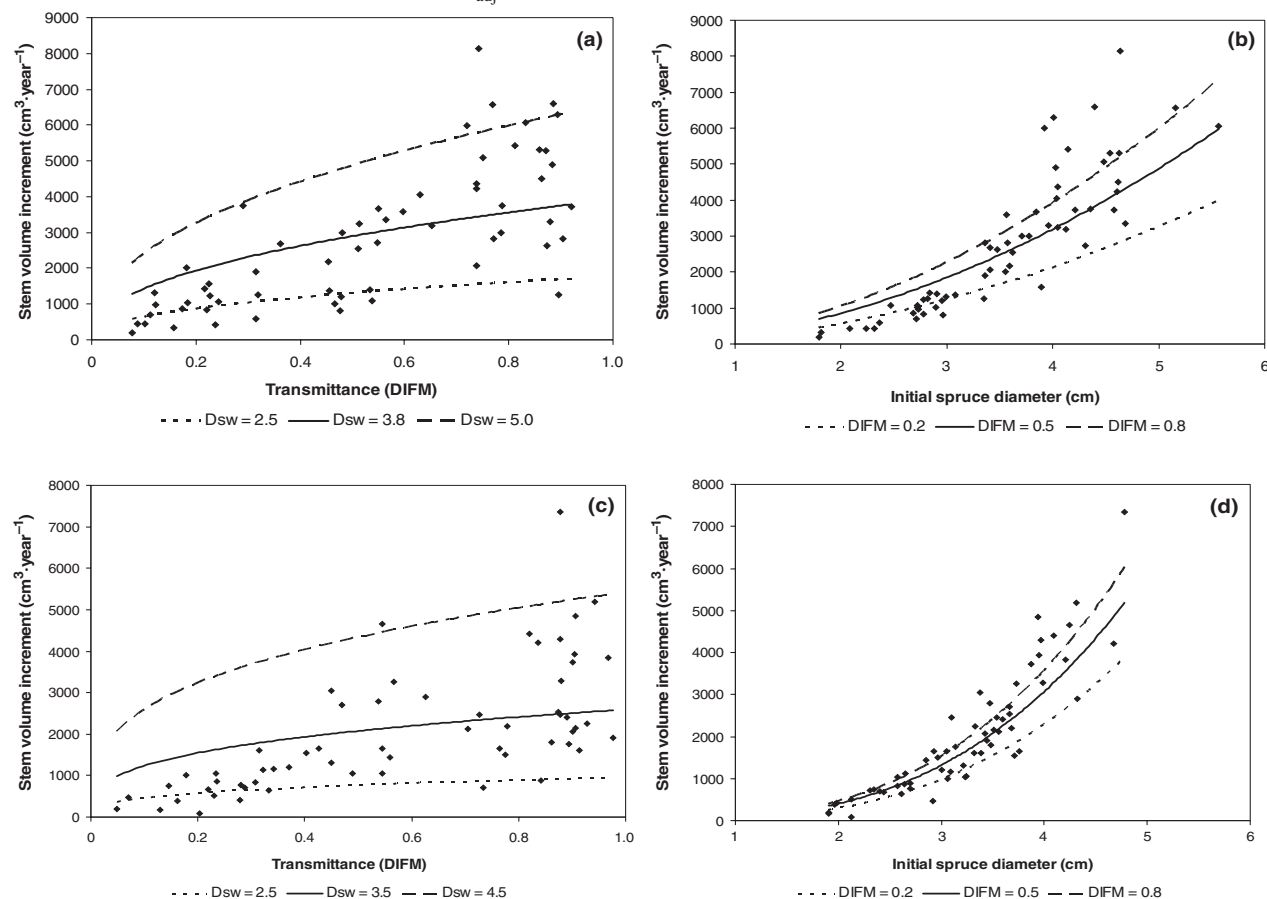 adj
9000
8000
7000
6000
5000
4000
3000
2000
1000
0
Stem volume increment (cm³·year⁻¹)
(a)
0 0.2 0.4 0.6 0.8 1.0
Transmittance (DIFM)
Dsw = 2.5 Dsw = 3.8 Dsw = 5.0
9000
8000
7000
6000
5000
4000
3000
2000
1000
0
Stem volume increment (cm³·year⁻¹)
(b)
1 2 3 4 5 6
Initial spruce diameter (cm)
DIFM = 0.2 DIFM = 0.5 DIFM = 0.8
8000
7000
6000
5000
4000
3000
2000
1000
0
Stem volume increment (cm³·year⁻¹)
(c)
0 0.2 0.4 0.6 0.8 1.0
Transmittance (DIFM)
Dsw = 2.5 Dsw = 3.5 Dsw = 4.5
8000
7000
6000
5000
4000
3000
2000
1000
0
Stem volume increment (cm³·year⁻¹)
(d)
1 2 3 4 5 6
Initial spruce diameter (cm)
DIFM = 0.2 DIFM = 0.5 DIFM = 0.8